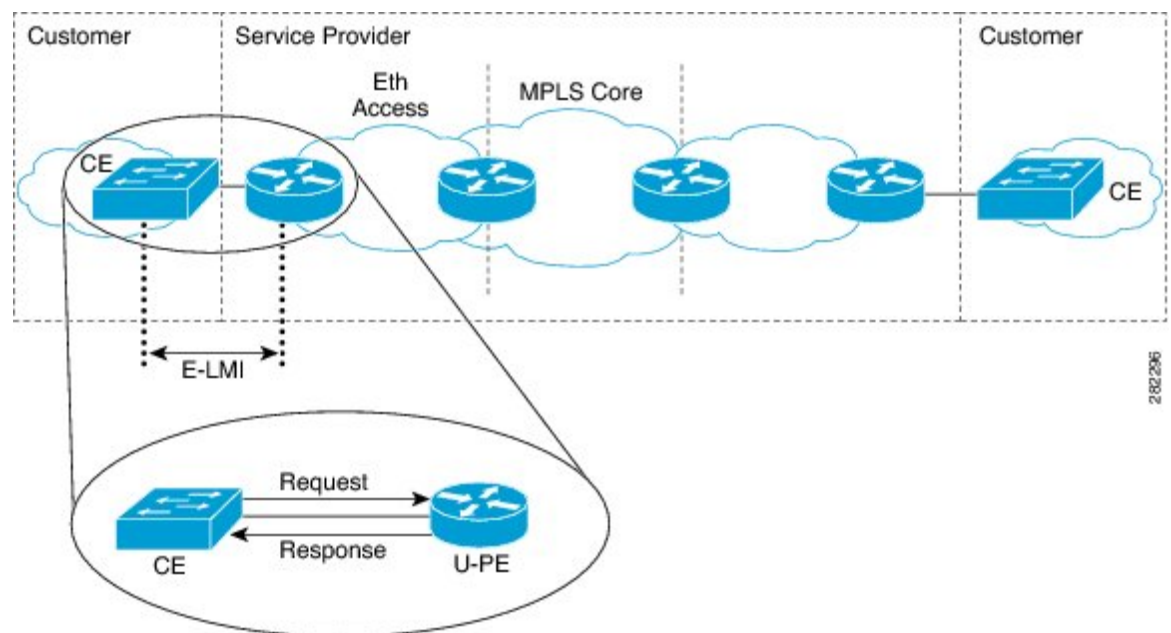 Customer
Service Provider
Customer
Eth
Access
MPLS Core
CE
CE
E-LMI
282296
Request
Response
CE
U-PE